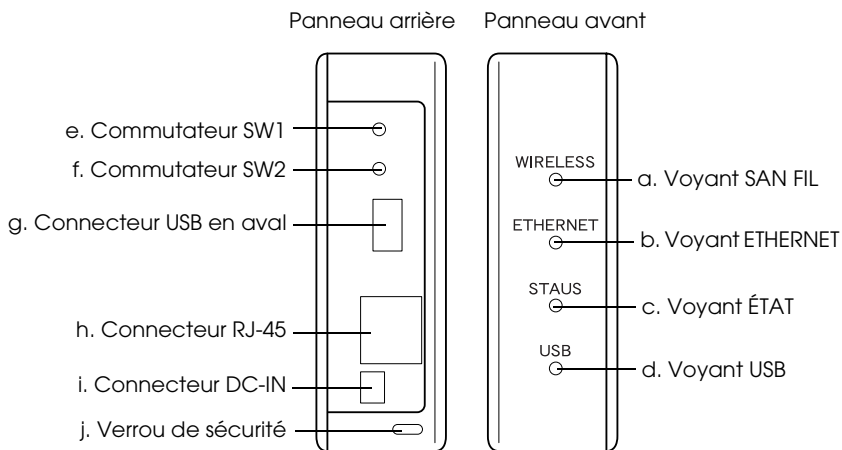 Panneau arrière
Panneau avant
e. Commutateur SW1
f. Commutateur SW2
g. Connecteur USB en aval
h. Connecteur RJ-45
i. Connecteur DC-IN
j. Verrou de sécurité
WIRELESS
a. Voyant SAN FIL
ETHERNET
b. Voyant ETHERNET
STAUS
c. Voyant ÉTAT
USB
d. Voyant USB